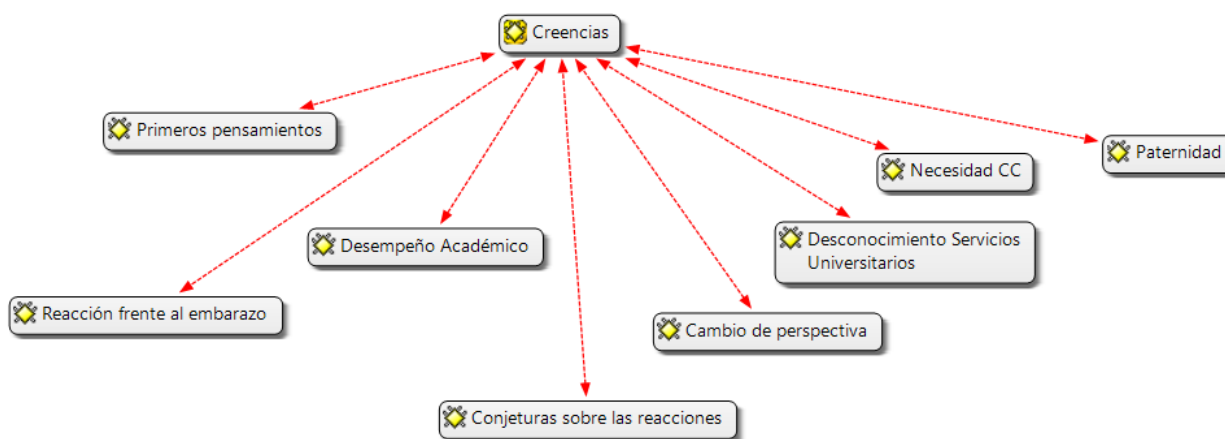 Creencias
Primeros pensamientos
Paternidad
Necesidad CC
Desempeño Académico
Desconocimiento Servicios
Universitarios
Reacción frente al embarazo
Cambio de perspectiva
Conjeturas sobre las reacciones